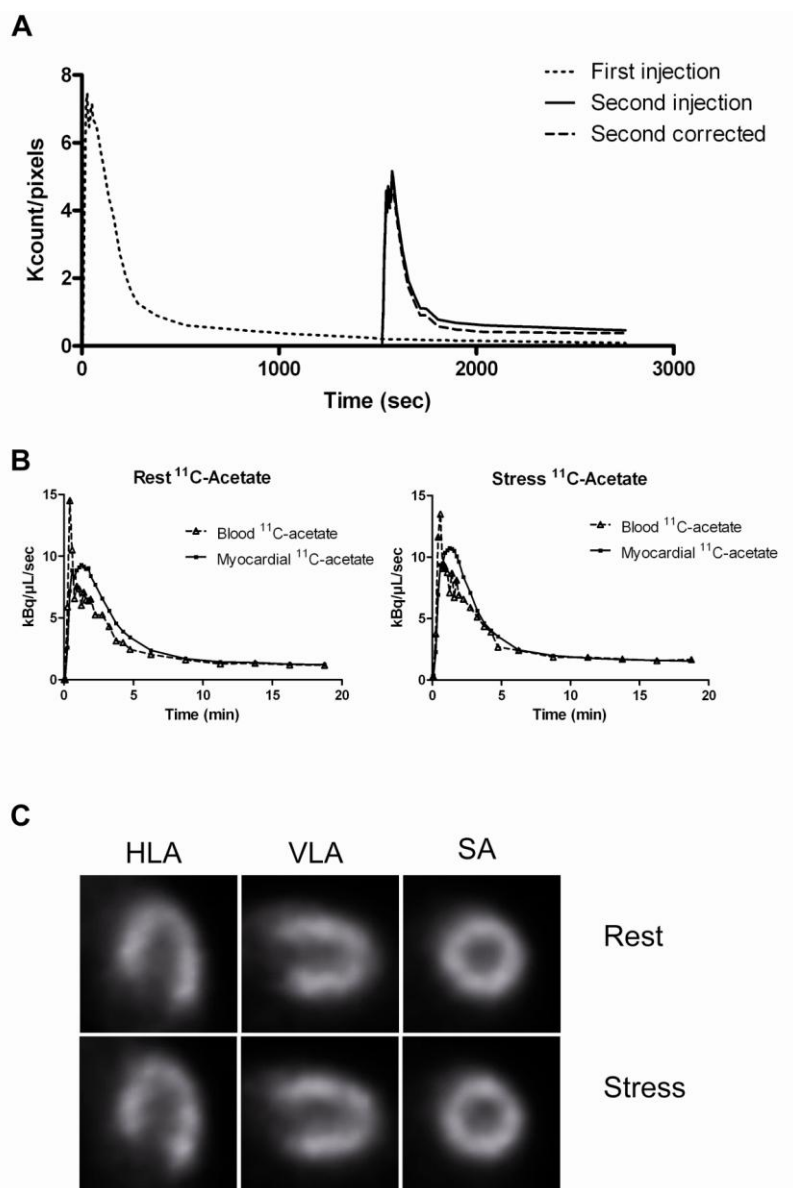 A
First injection
Second injection
Second corrected
8
6
4
2
0
Kcount/pixels
0 1000 2000 3000
Time (sec)
B
Rest ¹¹C-Acetate
15
10
5
0
kBq/µL/sec
Blood ¹¹C-acetate
Myocardial ¹¹C-acetate
0 5 10 15 20
Time (min)
Stress ¹¹C-Acetate
15
10
5
0
kBq/µL/sec
Blood ¹¹C-acetate
Myocardial ¹¹C-acetate
0 5 10 15 20
Time (min)
C
HLA VLA SA
Rest
Stress